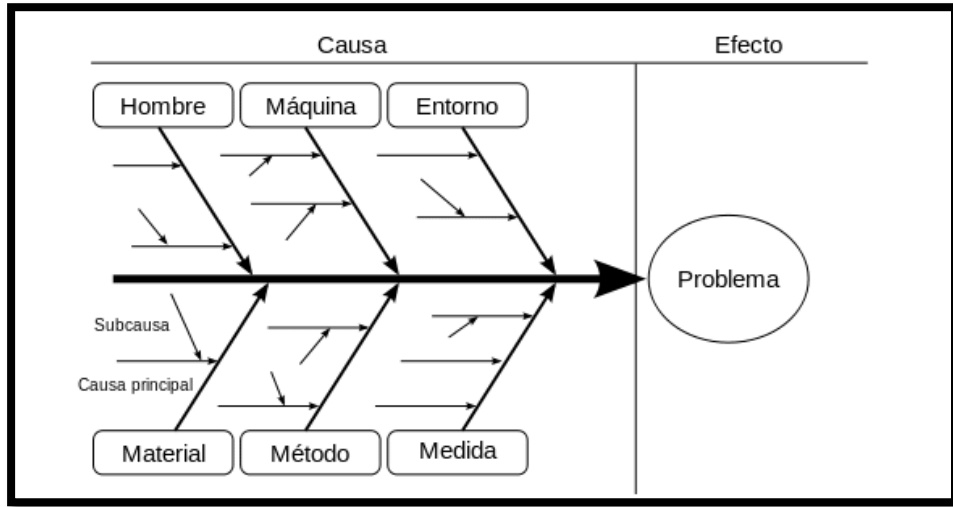 Causa
Efecto
Hombre
Máquina
Entorno
Problema
Subcausa
Causa principal
Material
Método
Medida